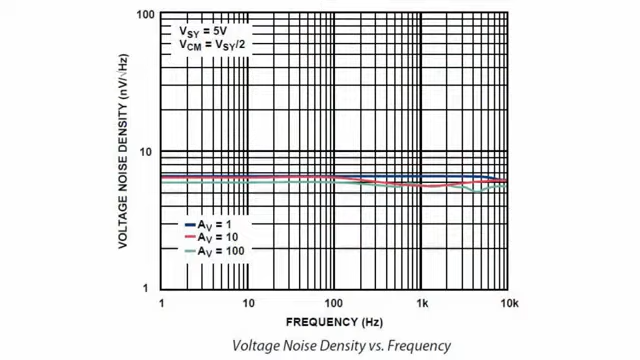 100
V_SY = 5V
V_CM = V_SY/2
VOLTAGE NOISE DENSITY (nV/√Hz)
10
A_V = 1
A_V = 10
A_V = 100
1
1 10 100 1k 10k
FREQUENCY (Hz)
Voltage Noise Density vs. Frequency